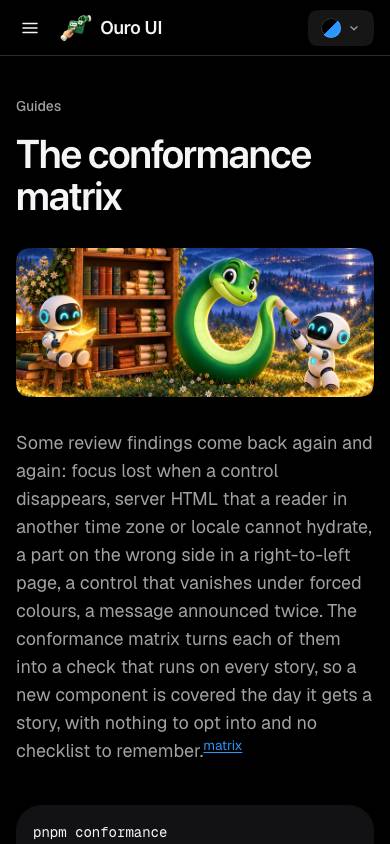 Ouro UI
Guides
The conformance
matrix
Some review findings come back again and
again: focus lost when a control
disappears, server HTML that a reader in
another time zone or locale cannot hydrate,
a part on the wrong side in a right-to-left
page, a control that vanishes under forced
colours, a message announced twice. The
conformance matrix turns each of them
into a check that runs on every story, so a
new component is covered the day it gets a
story, with nothing to opt into and no
checklist to remember.matrix
pnpm conformance